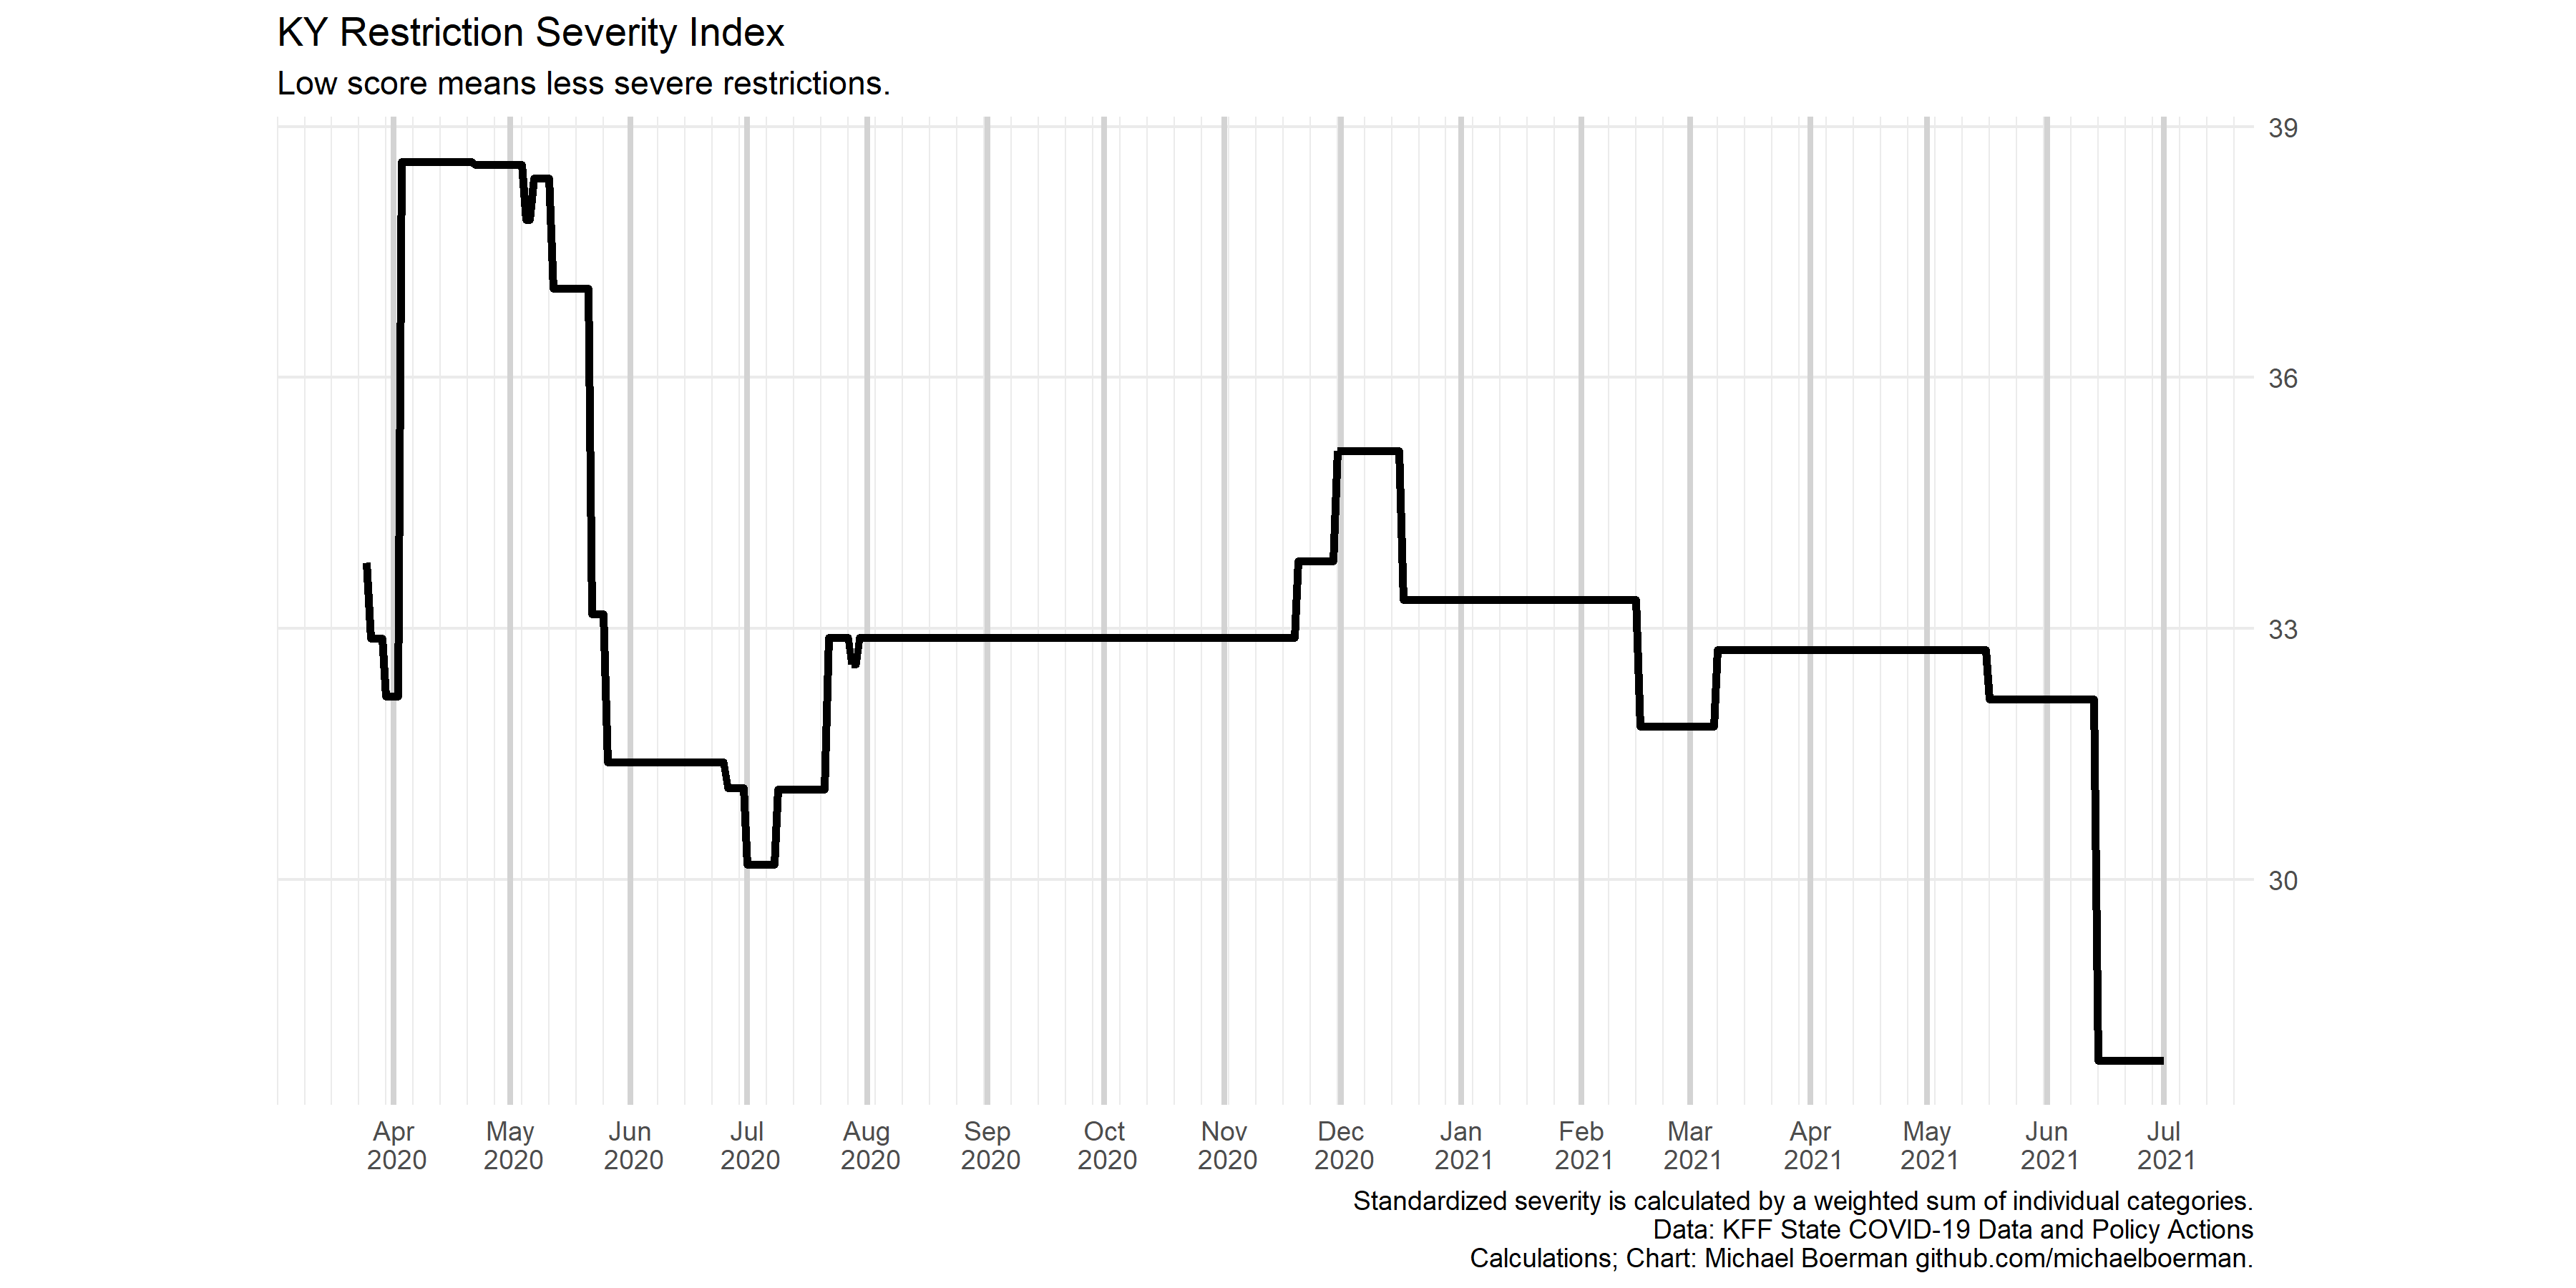 KY Restriction Severity Index
Low score means less severe restrictions.
39
36
33
30
Apr May Jun Jul Aug Sep Oct Nov Dec Jan Feb Mar Apr May Jun Jul
2020 2020 2020 2020 2020 2020 2020 2020 2020 2021 2021 2021 2021 2021 2021 2021
Standardized severity is calculated by a weighted sum of individual categories.
Data: KFF State COVID-19 Data and Policy Actions
Calculations; Chart: Michael Boerman github.com/michaelboerman.